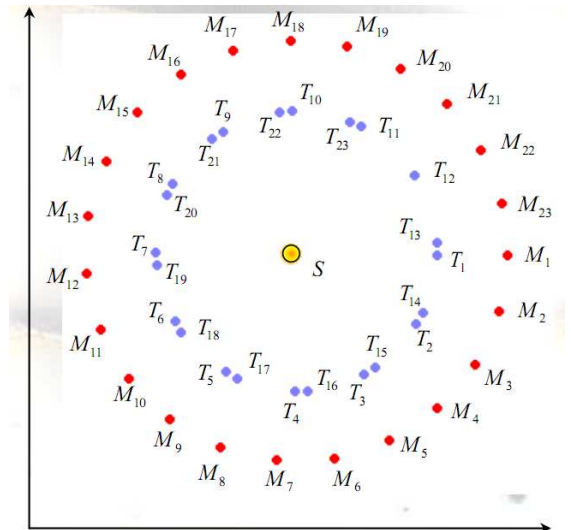 M₁₈
M₁₇ M₁₉
M₁₆ M₂₀
M₁₅ T₉ T₁₀ M₂₁
T₂₂ T₂₃ T₁₁
M₁₄ T₂₁ M₂₂
T₈ T₁₂
M₁₃ T₂₀ M₂₃
T₇ T₁₃
M₁₂ T₁₉ S T₁ M₁
T₆ T₁₄ M₂
M₁₁ T₁₈ T₂
T₅ T₁₇ T₁₆ T₁₅ M₃
M₁₀ T₄ T₃
M₉ M₄
M₈ M₇ M₆ M₅